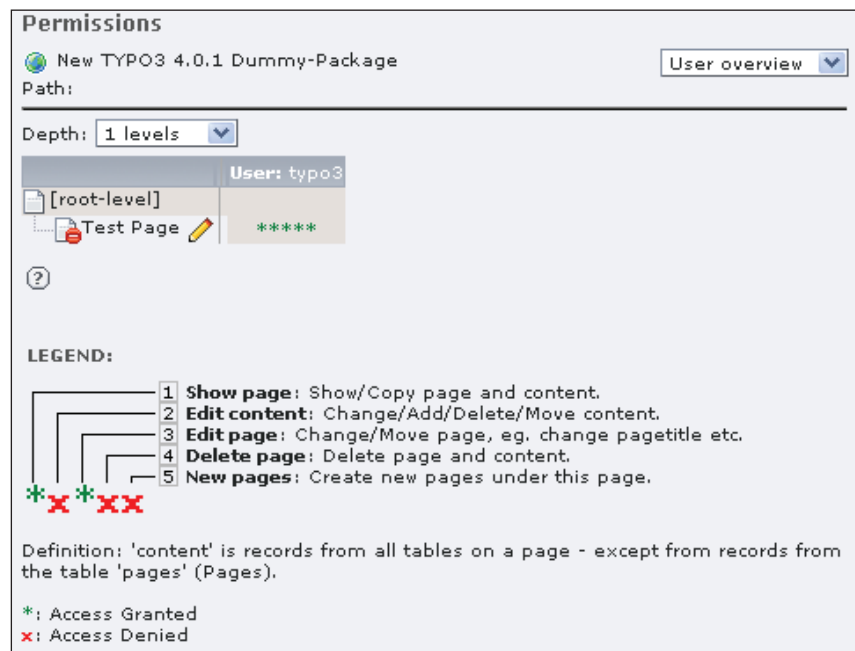 Permissions
New TYPO3 4.0.1 Dummy-Package
User overview
Path:
Depth: 1 levels
User: typo3
[root-level]
Test Page *****
?
LEGEND:
1 Show page: Show/Copy page and content.
2 Edit content: Change/Add/Delete/Move content.
3 Edit page: Change/Move page, eg. change pagetitle etc.
4 Delete page: Delete page and content.
5 New pages: Create new pages under this page.
*x*xx
Definition: 'content' is records from all tables on a page - except from records from
the table 'pages' (Pages).
*: Access Granted
x: Access Denied